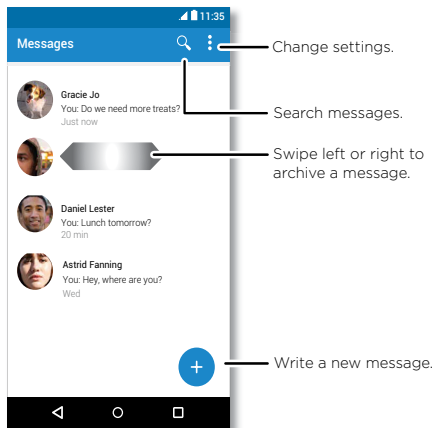 11:35
Messages
Change settings.
Gracie Jo
You: Do we need more treats?
Just now
Search messages.
Swipe left or right to
archive a message.
Daniel Lester
You: Lunch tomorrow?
20 min
Astrid Fanning
You: Hey, where are you?
Wed
+
Write a new message.